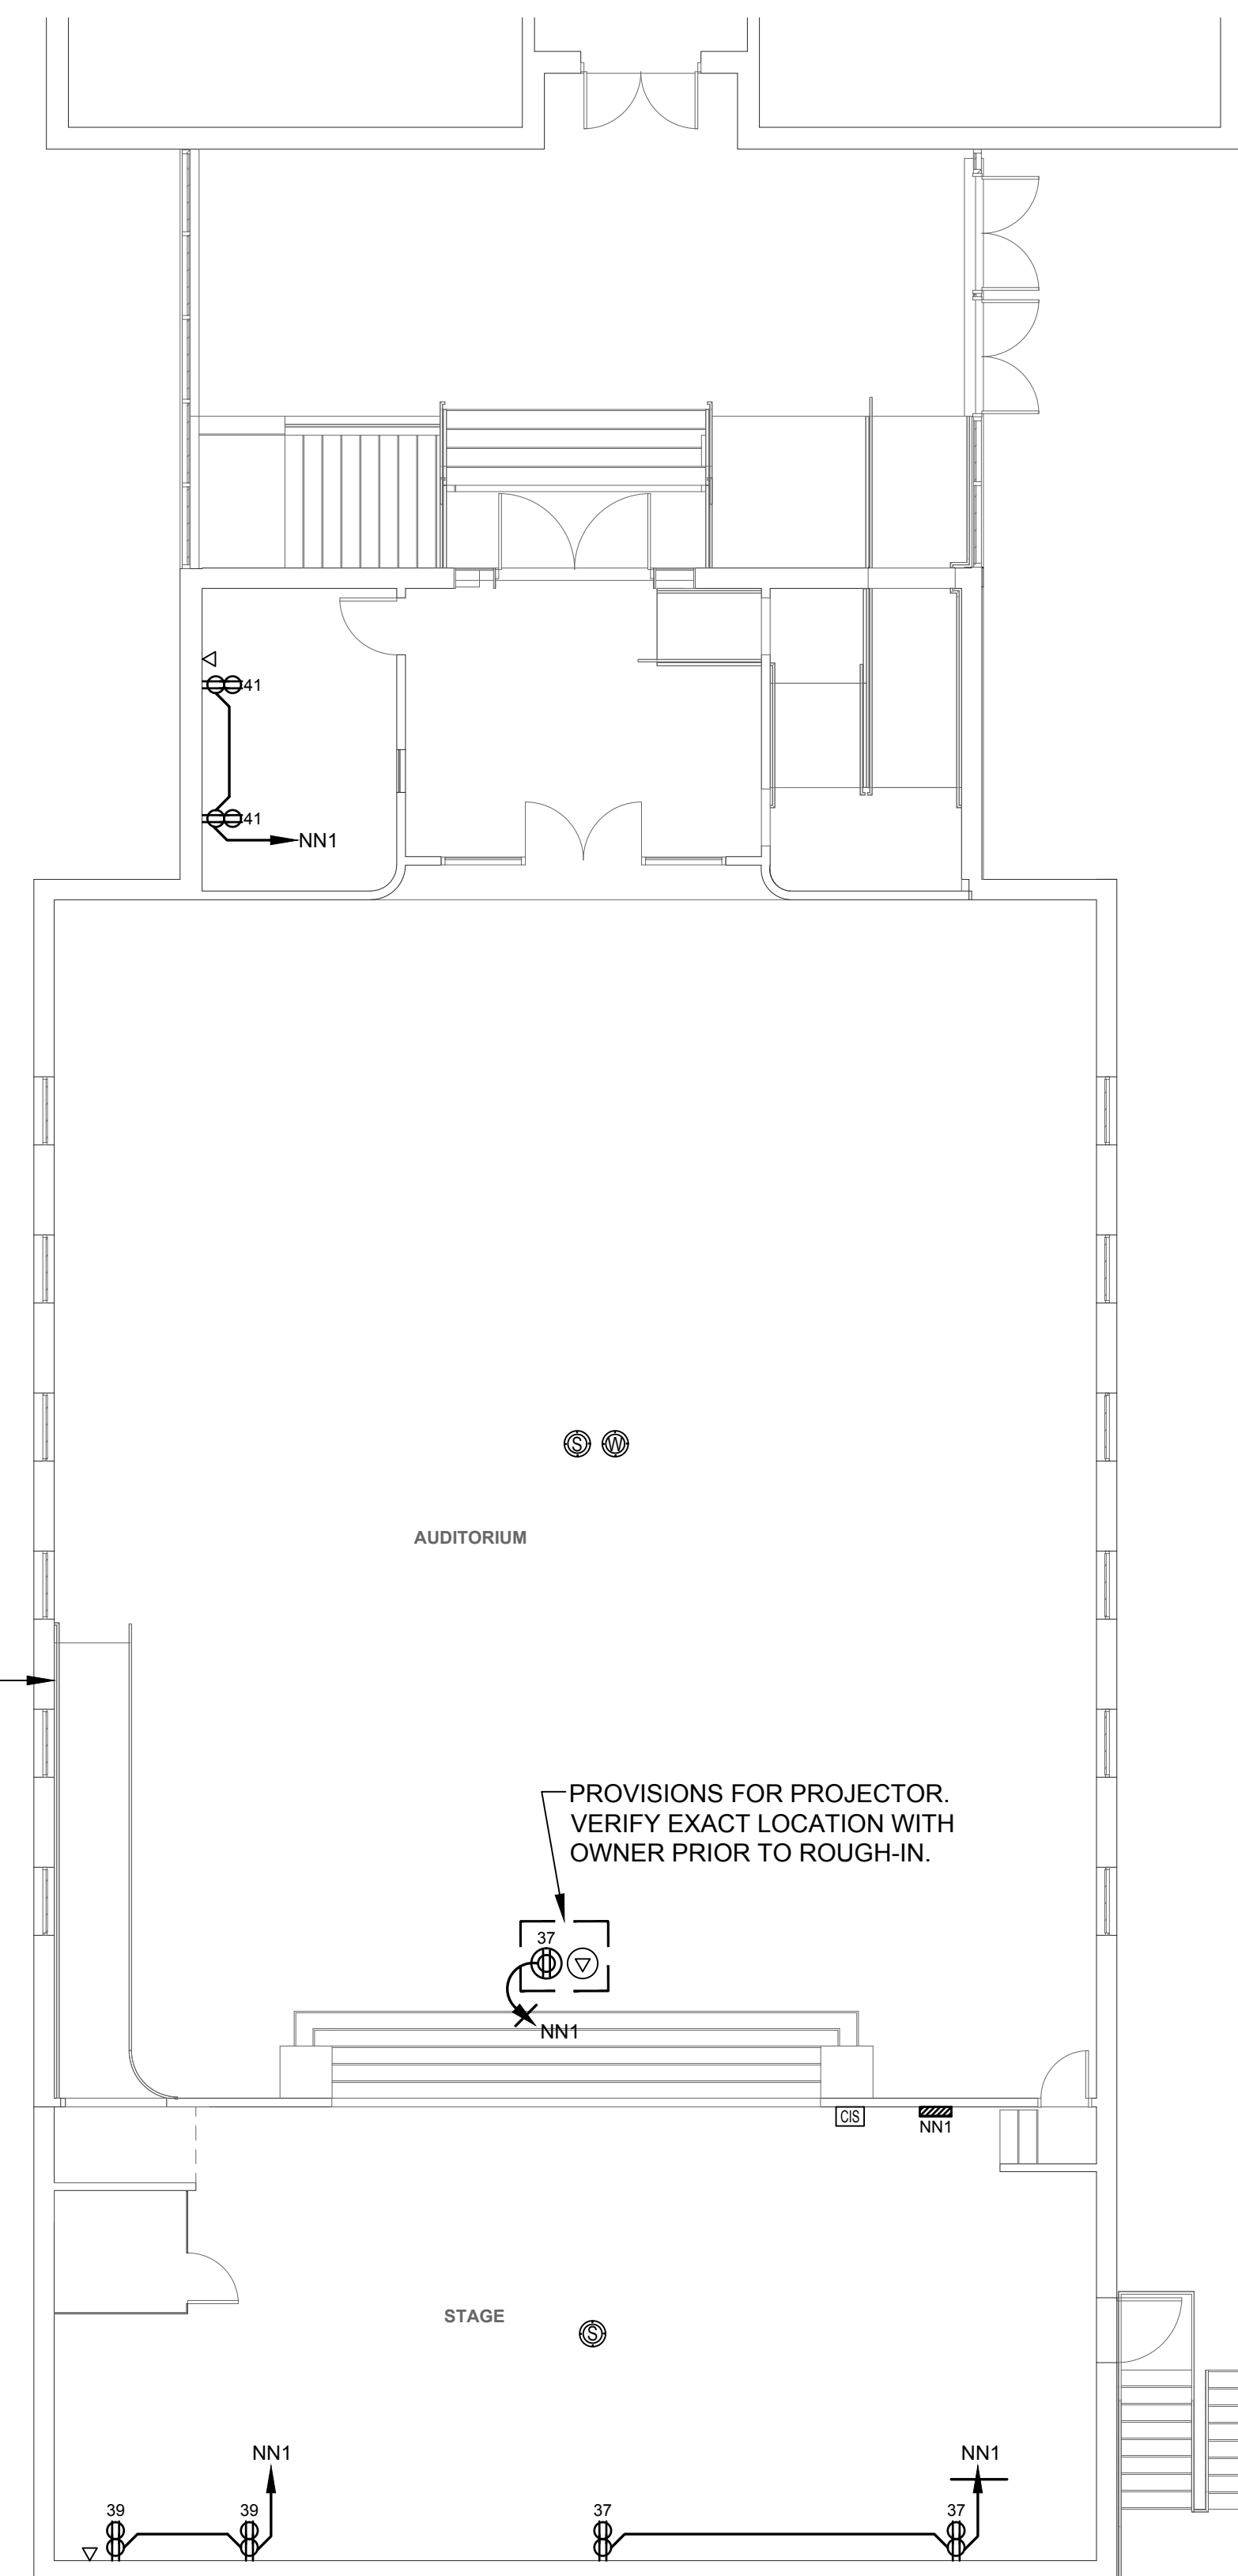 41
41
NN1
S
W
AUDITORIUM
PROVISIONS FOR PROJECTOR.
VERIFY EXACT LOCATION WITH
OWNER PRIOR TO ROUGH-IN.
37
NN1
CIS
NN1
STAGE
S
NN1
NN1
39
39
37
37